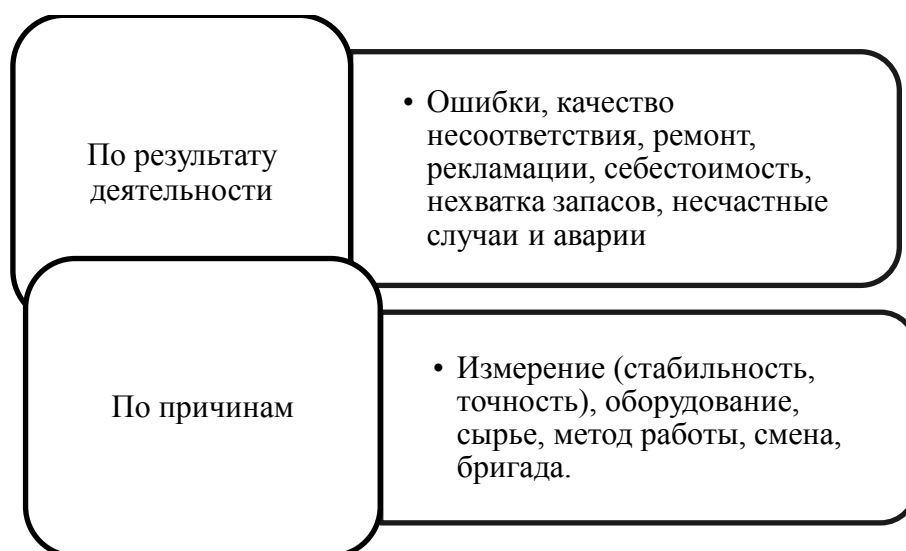 По результату
деятельности
• Ошибки, качество
несоответствия, ремонт,
рекламации, себестоимость,
нехватка запасов, несчастные
случаи и аварии
По причинам
• Измерение (стабильность,
точность), оборудование,
сырье, метод работы, смена,
бригада.